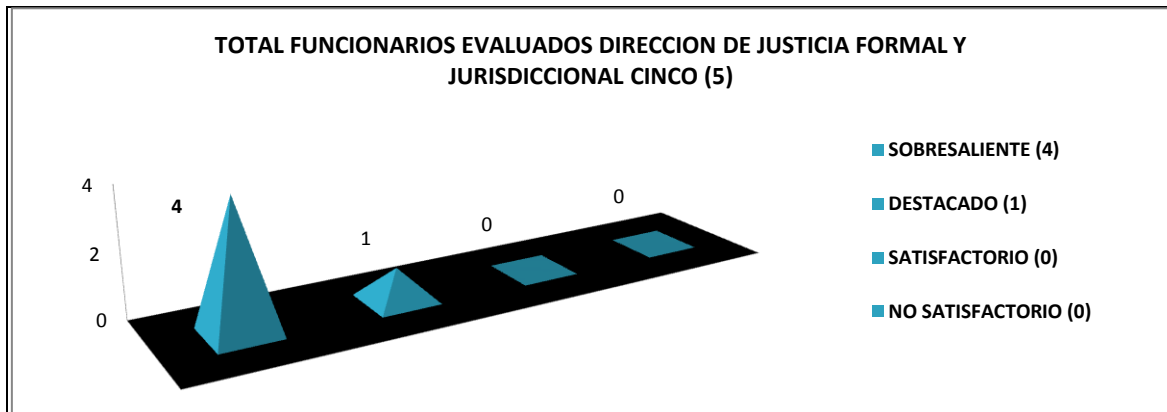 TOTAL FUNCIONARIOS EVALUADOS DIRECCION DE JUSTICIA FORMAL Y
JURISDICCIONAL CINCO (5)
4
2
0
4
1
0
0
SOBRESALIENTE (4)
DESTACADO (1)
SATISFACTORIO (0)
NO SATISFACTORIO (0)